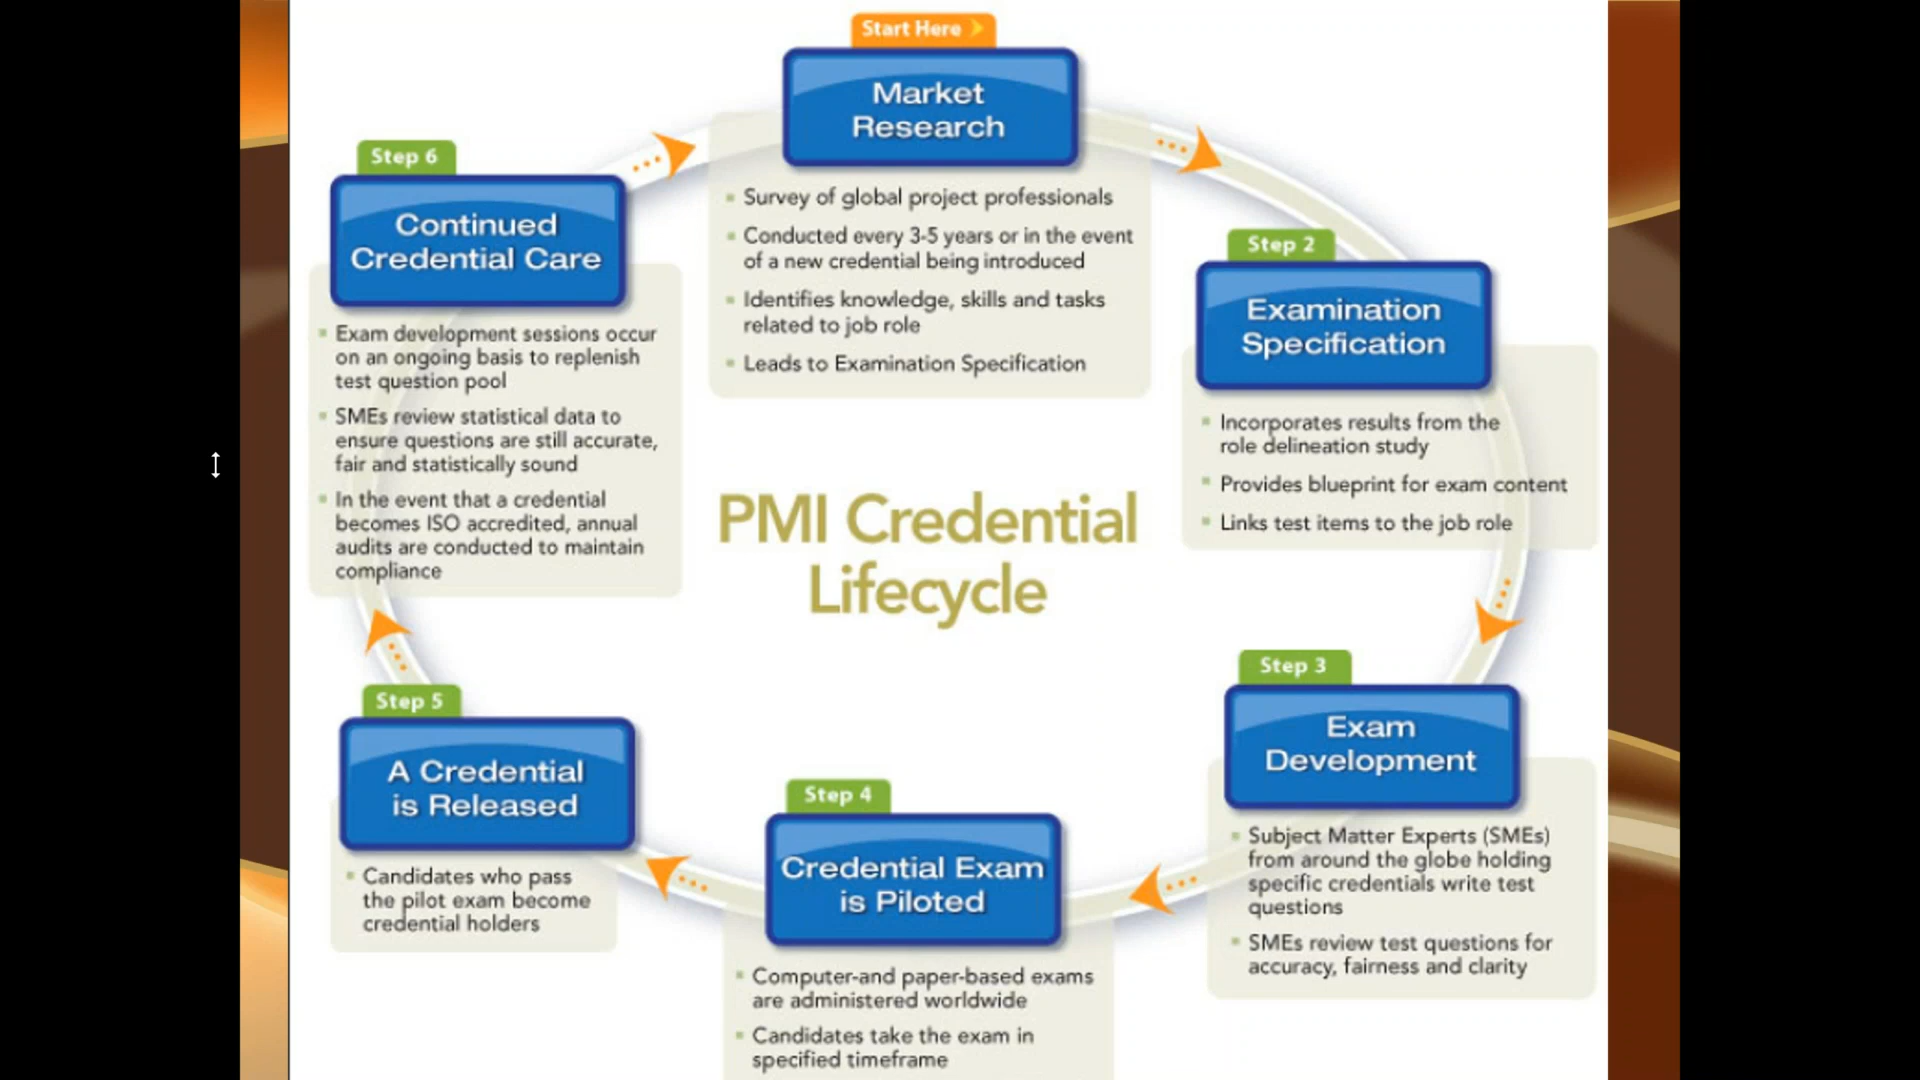 Start Here
Market
Research
Survey of global project professionals
Conducted every 3-5 years or in the event
of a new credential being introduced
Identifies knowledge, skills and tasks
related to job role
Leads to Examination Specification
Step 2
Examination
Specification
Incorporates results from the
role delineation study
Provides blueprint for exam content
Links test items to the job role
Step 3
Exam
Development
Subject Matter Experts (SMEs)
from around the globe holding
specific credentials write test
questions
SMEs review test questions for
accuracy, fairness and clarity
Step 4
Credential Exam
is Piloted
Computer-and paper-based exams
are administered worldwide
Candidates take the exam in
specified timeframe
Step 5
A Credential
is Released
Candidates who pass
the pilot exam become
credential holders
Step 6
Continued
Credential Care
Exam development sessions occur
on an ongoing basis to replenish
test question pool
SMEs review statistical data to
ensure questions are still accurate,
fair and statistically sound
In the event that a credential
becomes ISO accredited, annual
audits are conducted to maintain
compliance
PMI Credential
Lifecycle